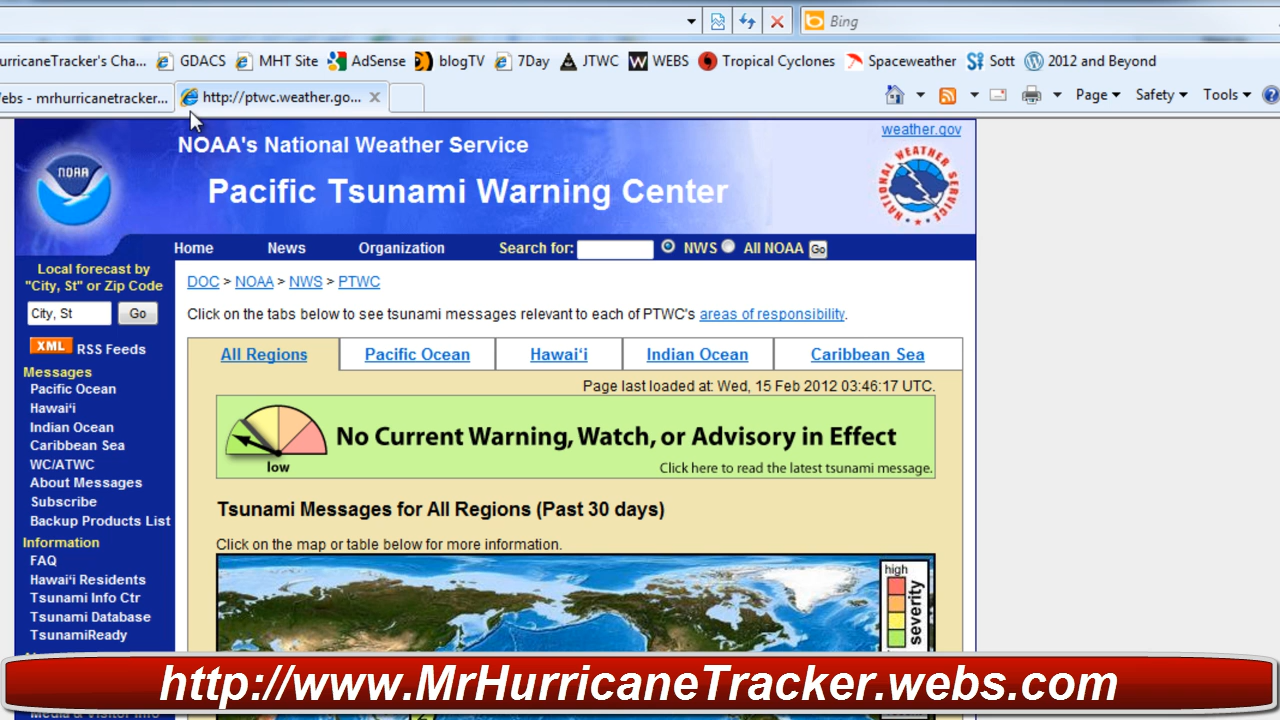 Bing
urricaneTracker's Cha... GDACS MHT Site AdSense blogTV 7Day JTWC WEBS Tropical Cyclones Spaceweather Sott 2012 and Beyond
ebs - mrhurricanetracker... http://ptwc.weather.go... Page Safety Tools
weather.gov
NOAA's National Weather Service
Pacific Tsunami Warning Center
NOAA
WEATHER
NATIONAL
SERVICE
Home News Organization Search for: NWS All NOAA Go
Local forecast by
"City, St" or Zip Code
City, St Go
XML RSS Feeds
Messages
Pacific Ocean
Hawai‘i
Indian Ocean
Caribbean Sea
WC/ATWC
About Messages
Subscribe
Backup Products List
Information
FAQ
Hawai‘i Residents
Tsunami Info Ctr
Tsunami Database
TsunamiReady
DOC > NOAA > NWS > PTWC
Click on the tabs below to see tsunami messages relevant to each of PTWC's areas of responsibility.
All Regions Pacific Ocean Hawai‘i Indian Ocean Caribbean Sea
Page last loaded at: Wed, 15 Feb 2012 03:46:17 UTC.
No Current Warning, Watch, or Advisory in Effect
low
Click here to read the latest tsunami message.
Tsunami Messages for All Regions (Past 30 days)
Click on the map or table below for more information.
high
severity
http://www.MrHurricaneTracker.webs.com